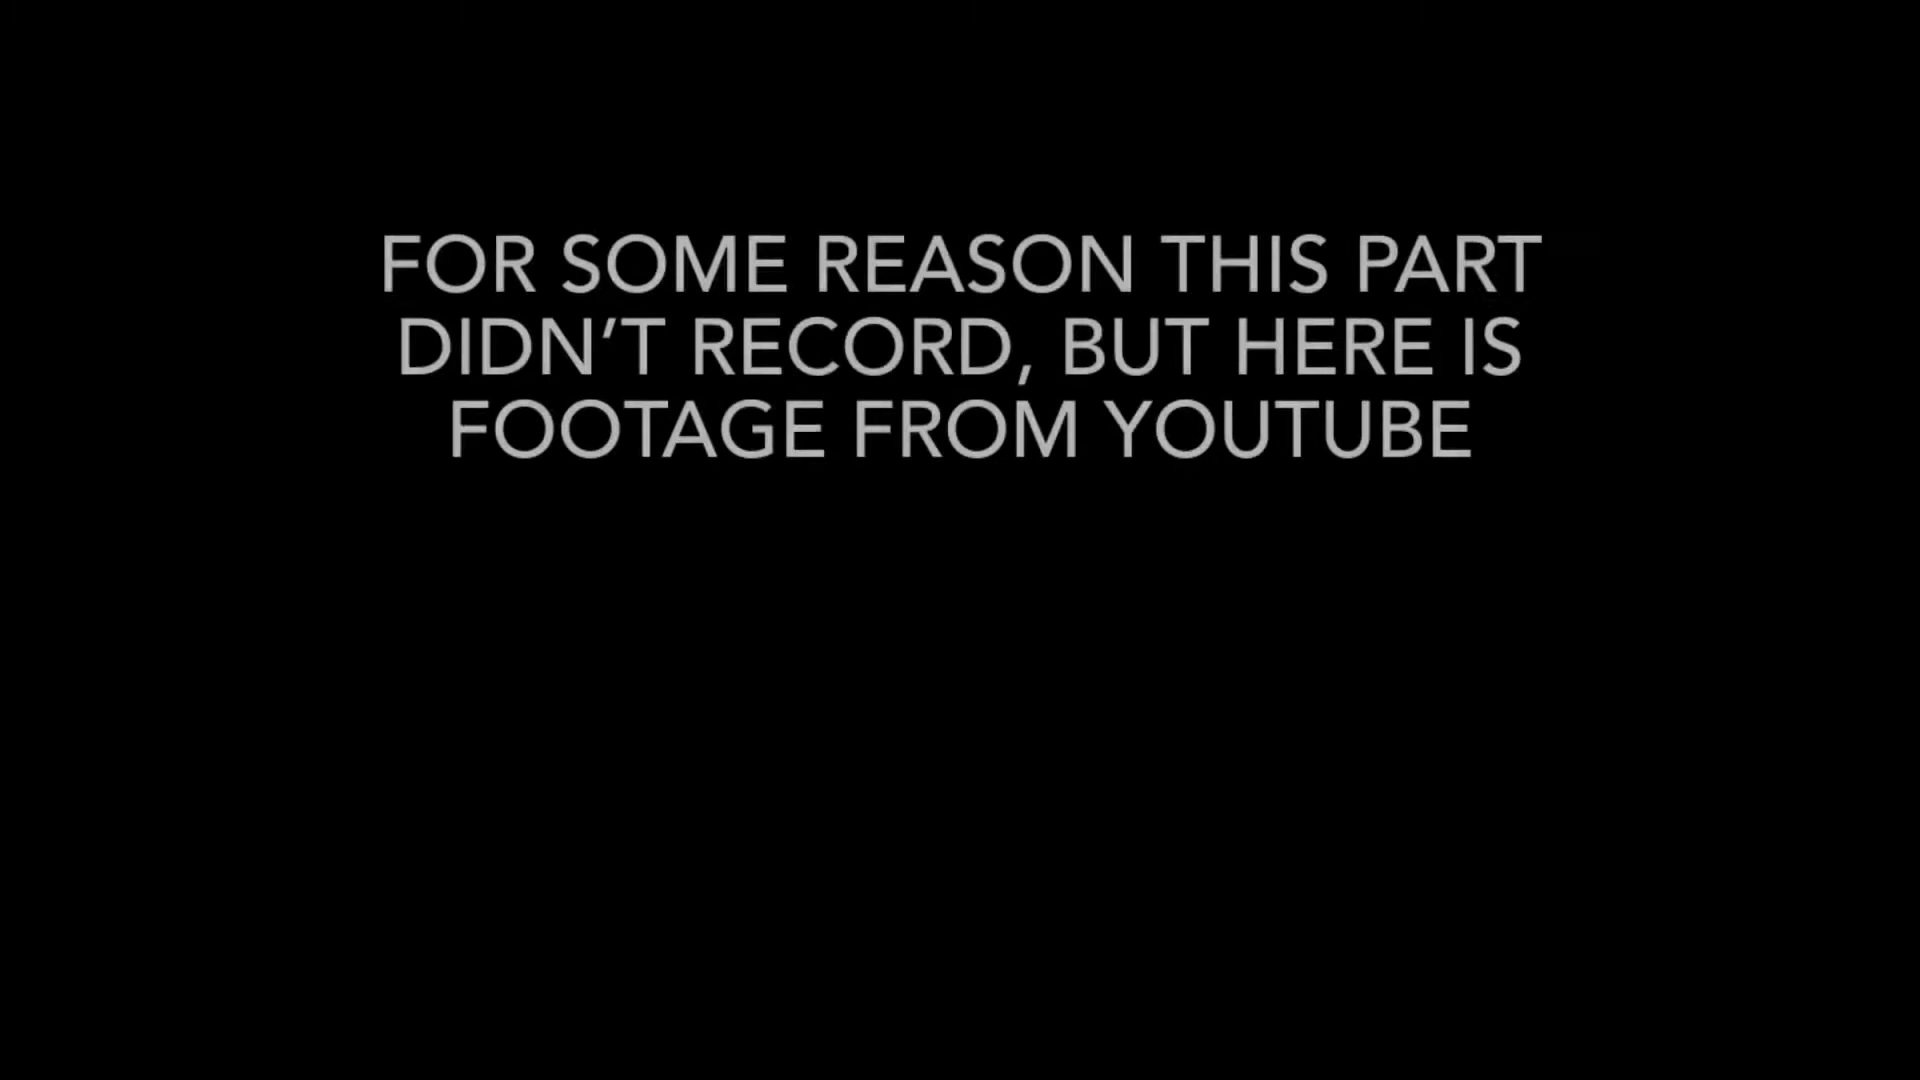 FOR SOME REASON THIS PART
DIDN’T RECORD, BUT HERE IS
FOOTAGE FROM YOUTUBE